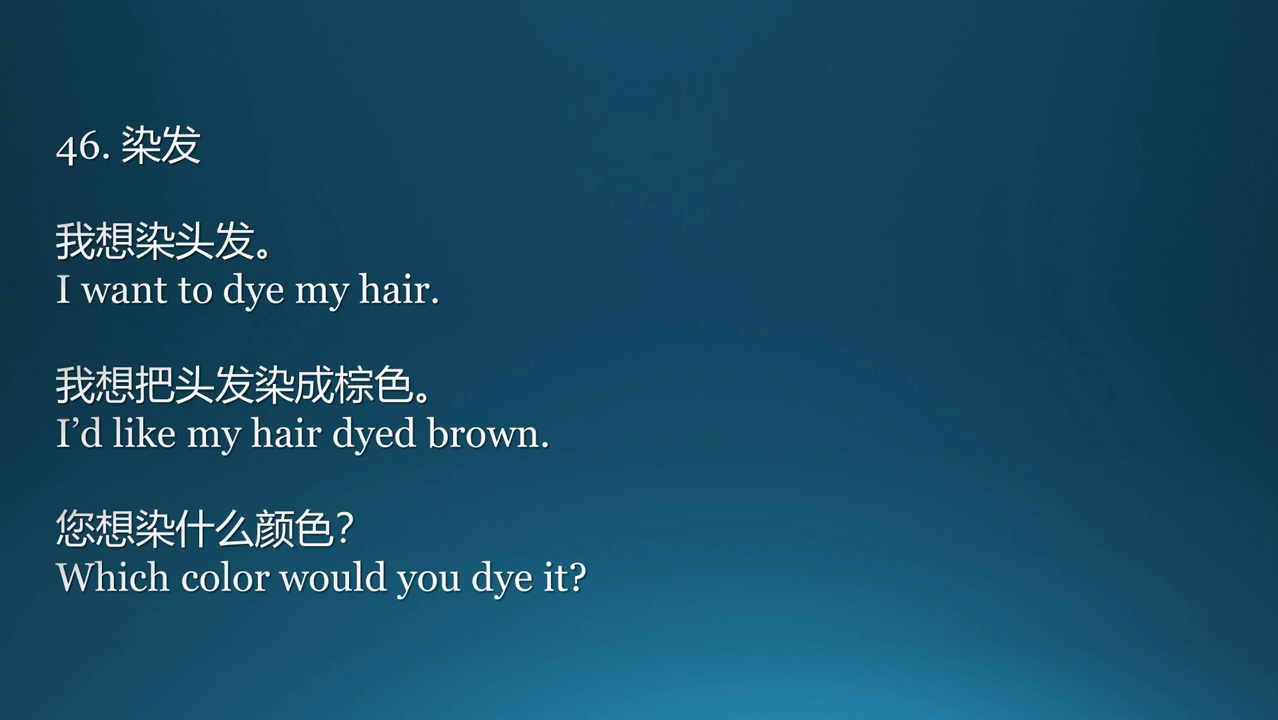 46. 染发
我想染头发。
I want to dye my hair.
我想把头发染成棕色。
I’d like my hair dyed brown.
您想染什么颜色？
Which color would you dye it?